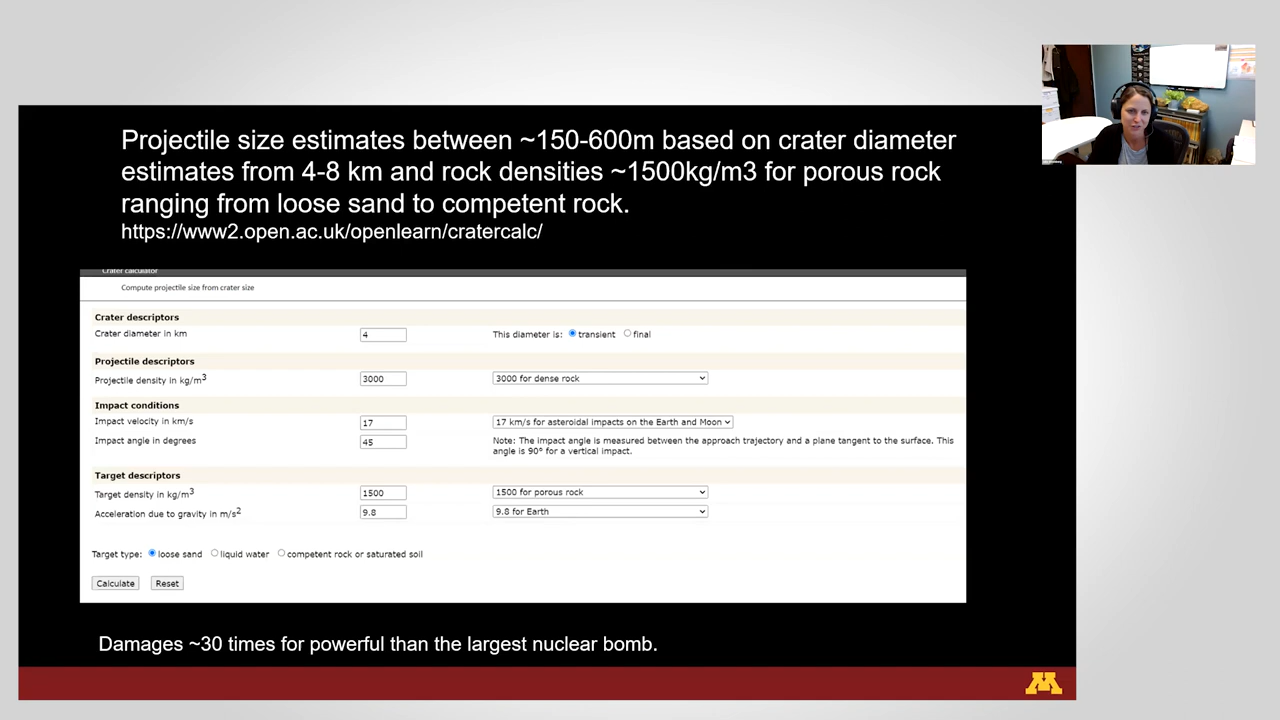 Projectile size estimates between ~150-600m based on crater diameter
estimates from 4-8 km and rock densities ~1500kg/m3 for porous rock
ranging from loose sand to competent rock.
https://www2.open.ac.uk/openlearn/cratercalc/
Crater calculator
Compute projectile size from crater size
Crater descriptors
Crater diameter in km 4 This diameter is: transient final
Projectile descriptors
Projectile density in kg/m3 3000 3000 for dense rock
Impact conditions
Impact velocity in km/s 17 17 km/s for asteroidal impacts on the Earth and Moon
Impact angle in degrees 45 Note: The impact angle is measured between the approach trajectory and a plane tangent to the surface. This
angle is 90° for a vertical impact.
Target descriptors
Target density in kg/m3 1500 1500 for porous rock
Acceleration due to gravity in m/s2 9.8 9.8 for Earth
Target type: loose sand liquid water competent rock or saturated soil
Calculate Reset
Damages ~30 times for powerful than the largest nuclear bomb.
M